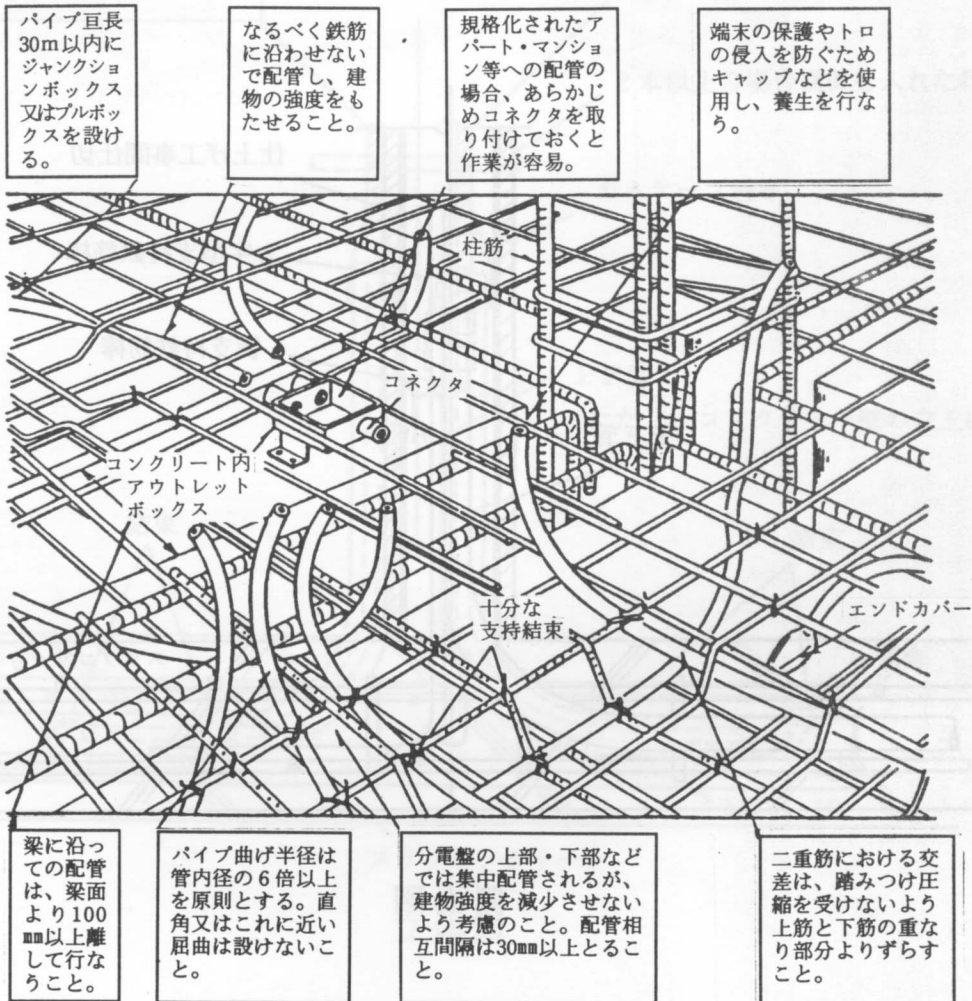 パイプ亘長
30m以内に
ジャンクショ
ンボックス
又はプルボッ
クスを設け
る。
なるべく鉄筋
に沿わせない
で配管し、建
物の強度をも
たせること。
規格化されたア
パート・マンショ
ン等への配管の
場合、あらかじ
めコネクタを取
り付けておくと
作業が容易。
端末の保護やトロ
の侵入を防ぐため
キャップなどを使
用し、養生を行な
う。
柱筋
コネクタ
コンクリート内
アウトレット
ボックス
十分な
支持結束
エンドカバー
梁に沿っ
ての配管
は、梁面
より100
mm以上離
して行な
うこと。
パイプ曲げ半径は
管内径の6倍以上
を原則とする。直
角又はこれに近い
屈曲は設けないこ
と。
分電盤の上部・下部など
では集中配管されるが、
建物強度を減少させない
よう考慮のこと。配管相
互間隔は30mm以上とるこ
と。
二重筋における交
差は、踏みつけ圧
縮を受けないよう
上筋と下筋の重な
り部分よりずらす
こと。